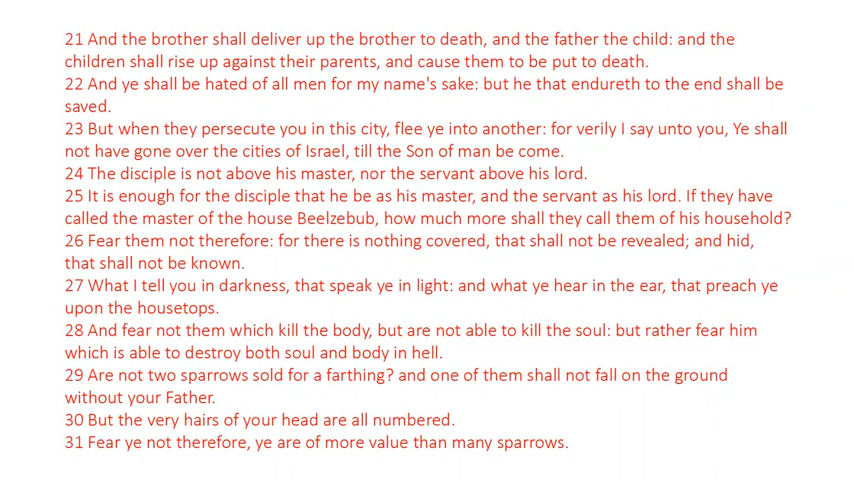 21 And the brother shall deliver up the brother to death, and the father the child: and the
children shall rise up against their parents, and cause them to be put to death.
22 And ye shall be hated of all men for my name's sake: but he that endureth to the end shall be
saved.
23 But when they persecute you in this city, flee ye into another: for verily I say unto you, Ye shall
not have gone over the cities of Israel, till the Son of man be come.
24 The disciple is not above his master, nor the servant above his lord.
25 It is enough for the disciple that he be as his master, and the servant as his lord. If they have
called the master of the house Beelzebub, how much more shall they call them of his household?
26 Fear them not therefore: for there is nothing covered, that shall not be revealed; and hid,
that shall not be known.
27 What I tell you in darkness, that speak ye in light: and what ye hear in the ear, that preach ye
upon the housetops.
28 And fear not them which kill the body, but are not able to kill the soul: but rather fear him
which is able to destroy both soul and body in hell.
29 Are not two sparrows sold for a farthing? and one of them shall not fall on the ground
without your Father.
30 But the very hairs of your head are all numbered.
31 Fear ye not therefore, ye are of more value than many sparrows.